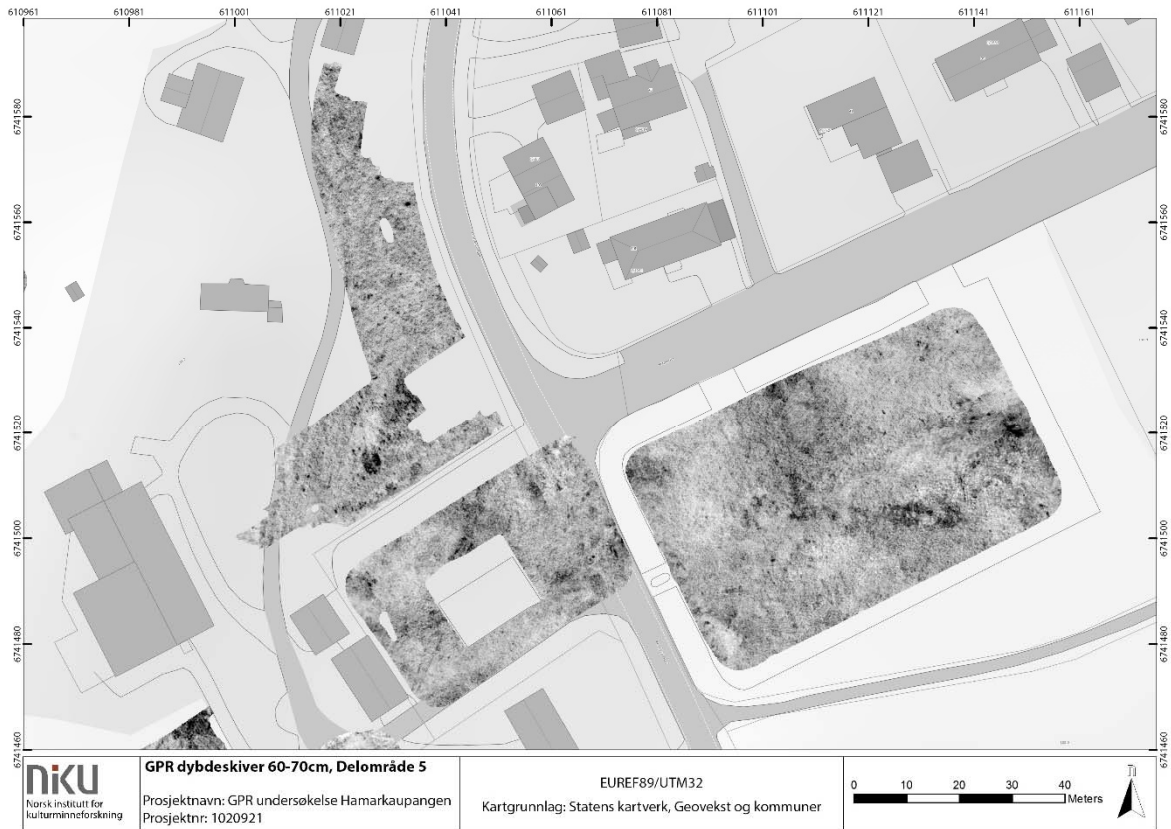 610961 610981 611001 611021 611041 611061 611081 611101 611121 611141 611161
6741580 6741580
6741560 6741560
6741540 6741540
6741520 6741520
6741500 6741500
6741480 6741480
6741460 6741460
niku
Norsk institutt for
kulturminneforskning
GPR dybdeskiver 60-70cm, Delområde 5
Prosjektnavn: GPR undersøkelse Hamarkaupangen
Prosjektnr: 1020921
EUREF89/UTM32
Kartgrunnlag: Statens kartverk, Geovekst og kommuner
0 10 20 30 40
Meters